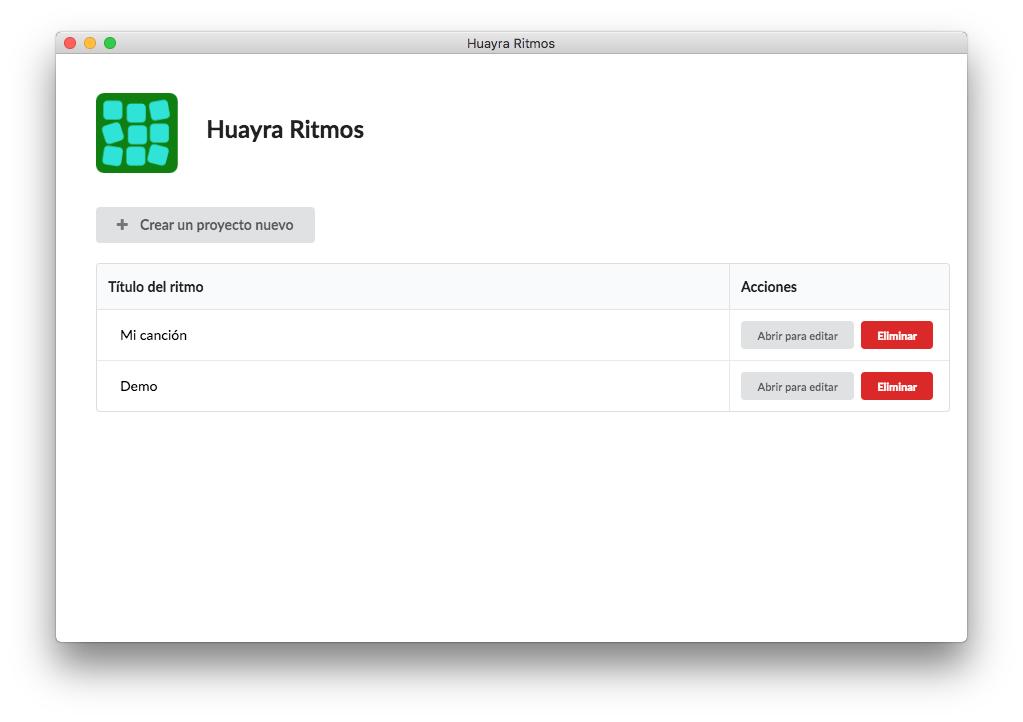 Huayra Ritmos
Huayra Ritmos
Crear un proyecto nuevo
Título del ritmo Acciones
Mi canción Abrir para editar Eliminar
Demo Abrir para editar Eliminar